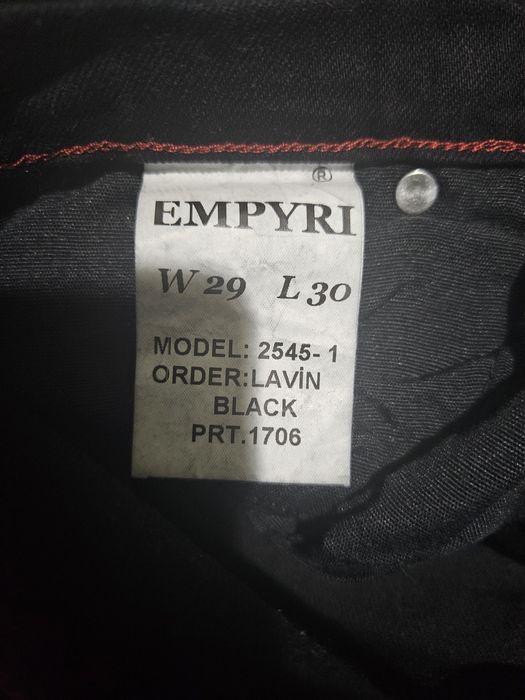 ®
EMPYRI
W 29 L 30
MODEL: 2545-1
ORDER:LAVİN
BLACK
PRT.1706